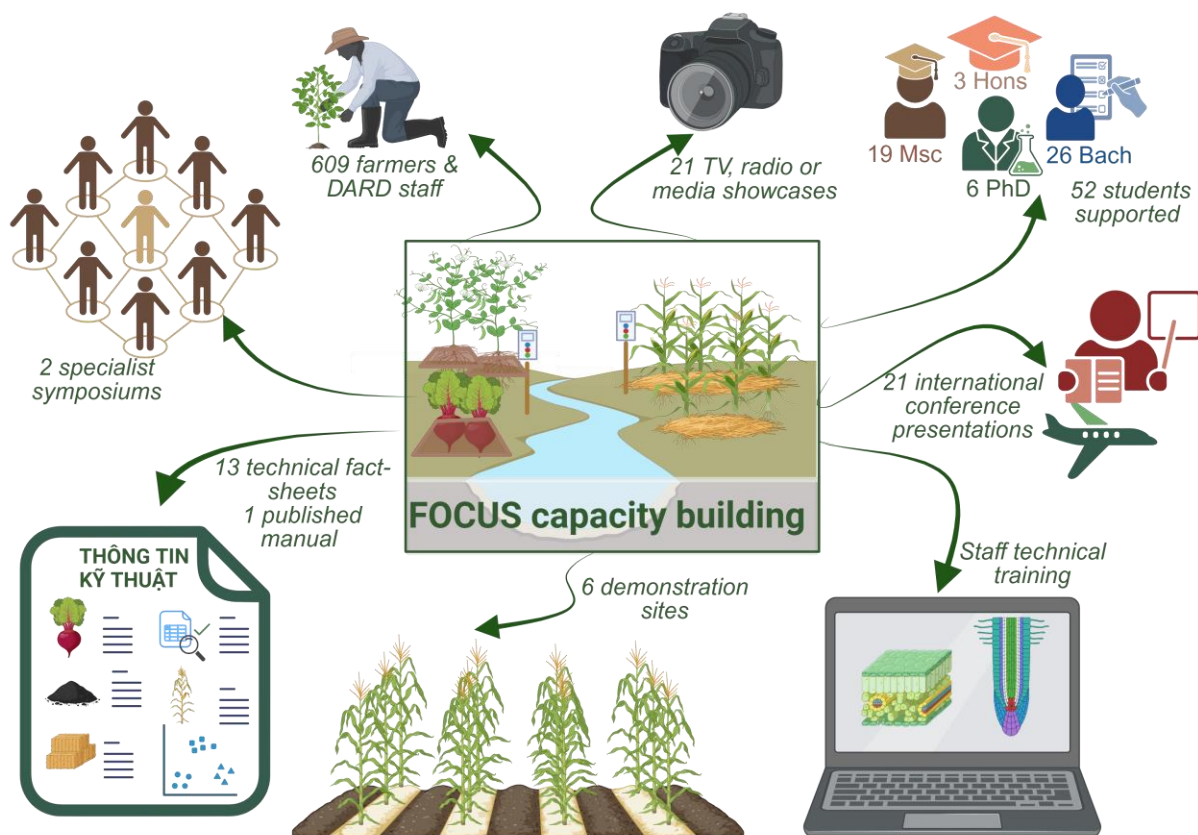 609 farmers &
DARD staff
21 TV, radio or
media showcases
3 Hons
19 Msc
26 Bach
6 PhD
52 students
supported
2 specialist
symposiums
21 international
conference
presentations
13 technical fact-
sheets
1 published
manual
FOCUS capacity building
THÔNG TIN
KỸ THUẬT
6 demonstration
sites
Staff technical
training